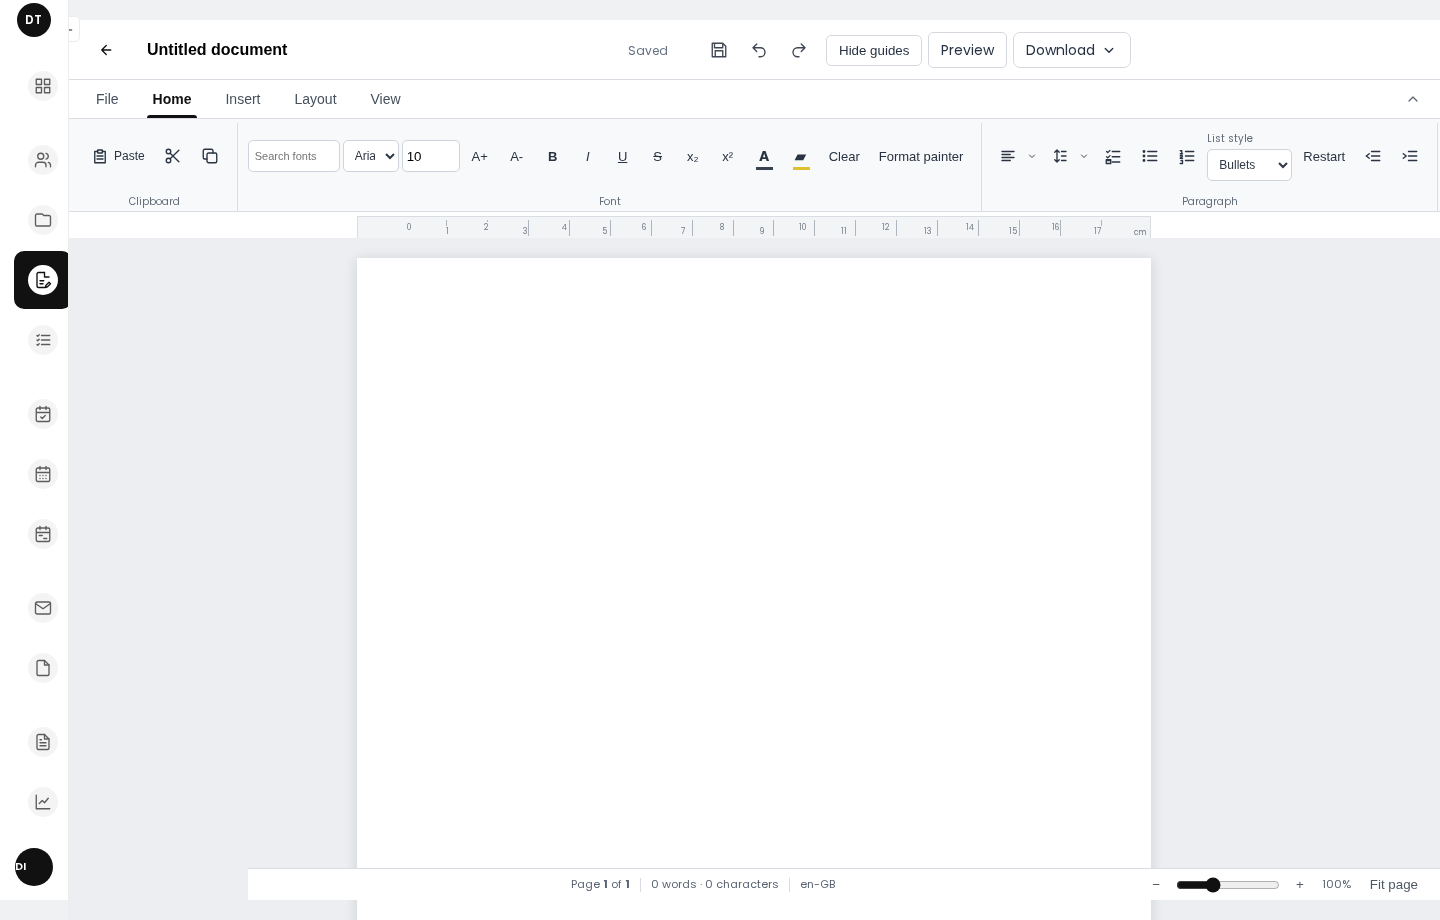 DT
Untitled document
Saved
Hide guides
Preview
Download
File
Home
Insert
Layout
View
Paste
Clipboard
Search fonts
Aria
10
A+
A-
B
I
U
S
x₂
x²
A
Clear
Format painter
Font
List style
Bullets
Restart
Paragraph
0 1 2 3 4 5 6 7 8 9 10 11 12 13 14 15 16 17 cm
DI
Page 1 of 1
0 words · 0 characters
en-GB
−
+
100%
Fit page